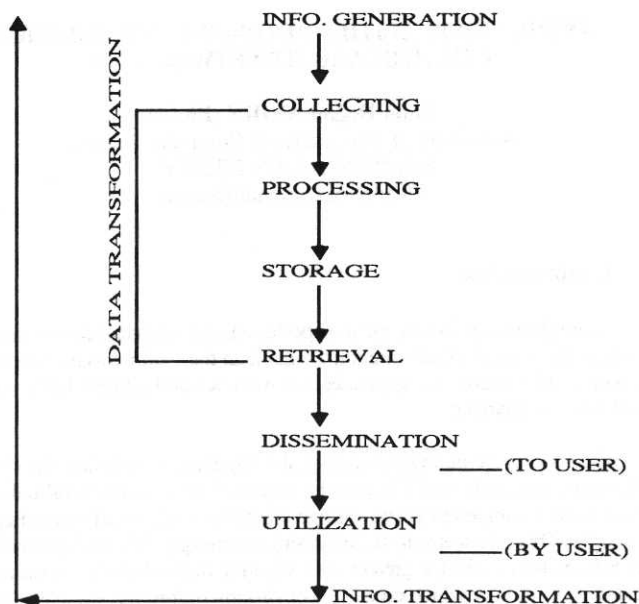 INFO. GENERATION
DATA TRANSFORMATION
COLLECTING
PROCESSING
STORAGE
RETRIEVAL
DISSEMINATION
(TO USER)
UTILIZATION
(BY USER)
INFO. TRANSFORMATION